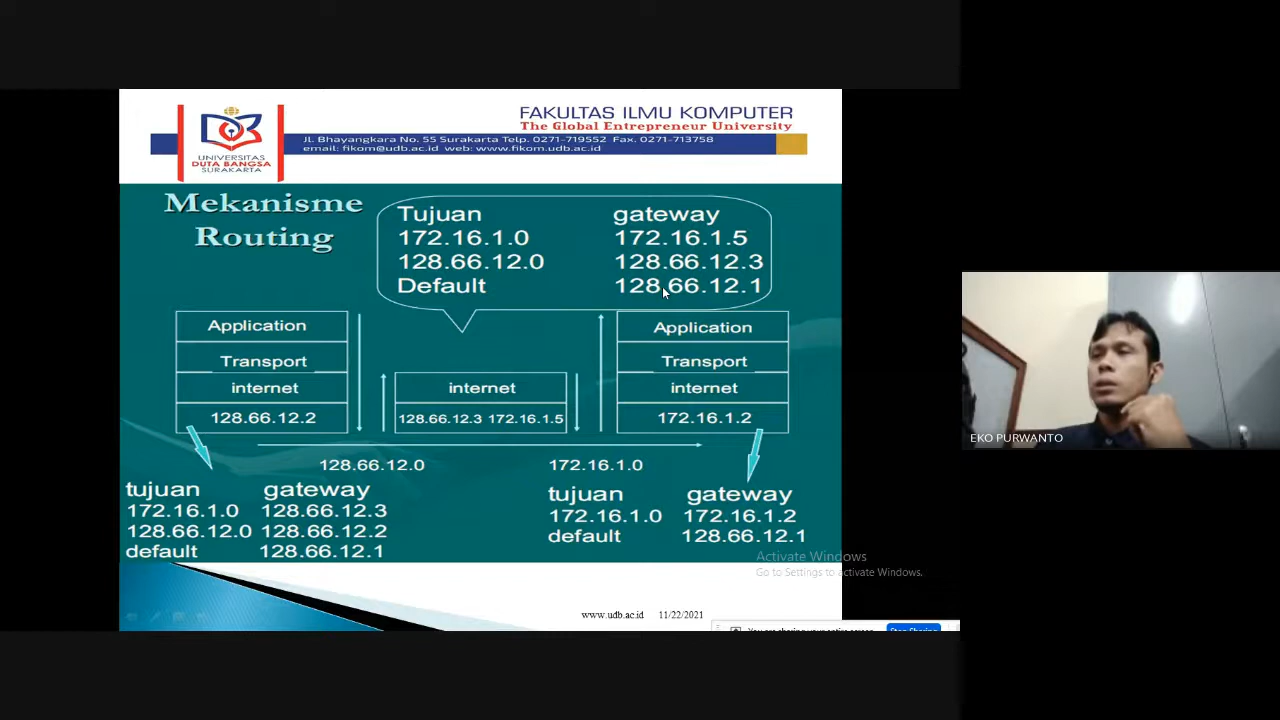 FAKULTAS ILMU KOMPUTER
The Global Entrepreneur University
Jl. Bhayangkara No. 55 Surakarta Telp. 0271-719552 Fax. 0271-713758
email: fikom@udb.ac.id web: www.fikom.udb.ac.id
UNIVERSITAS
DUTA BANGSA
SURAKARTA
Mekanisme
Routing
Tujuan gateway
172.16.1.0 172.16.1.5
128.66.12.0 128.66.12.3
Default 128.66.12.1
Application
Transport
internet
128.66.12.2
internet
128.66.12.3 172.16.1.5
Application
Transport
internet
172.16.1.2
128.66.12.0 172.16.1.0
tujuan gateway
172.16.1.0 128.66.12.3
128.66.12.0 128.66.12.2
default 128.66.12.1
tujuan gateway
172.16.1.0 172.16.1.2
default 128.66.12.1
Activate Windows
Go to Settings to activate Windows.
www.udb.ac.id 11/22/2021
EKO PURWANTO